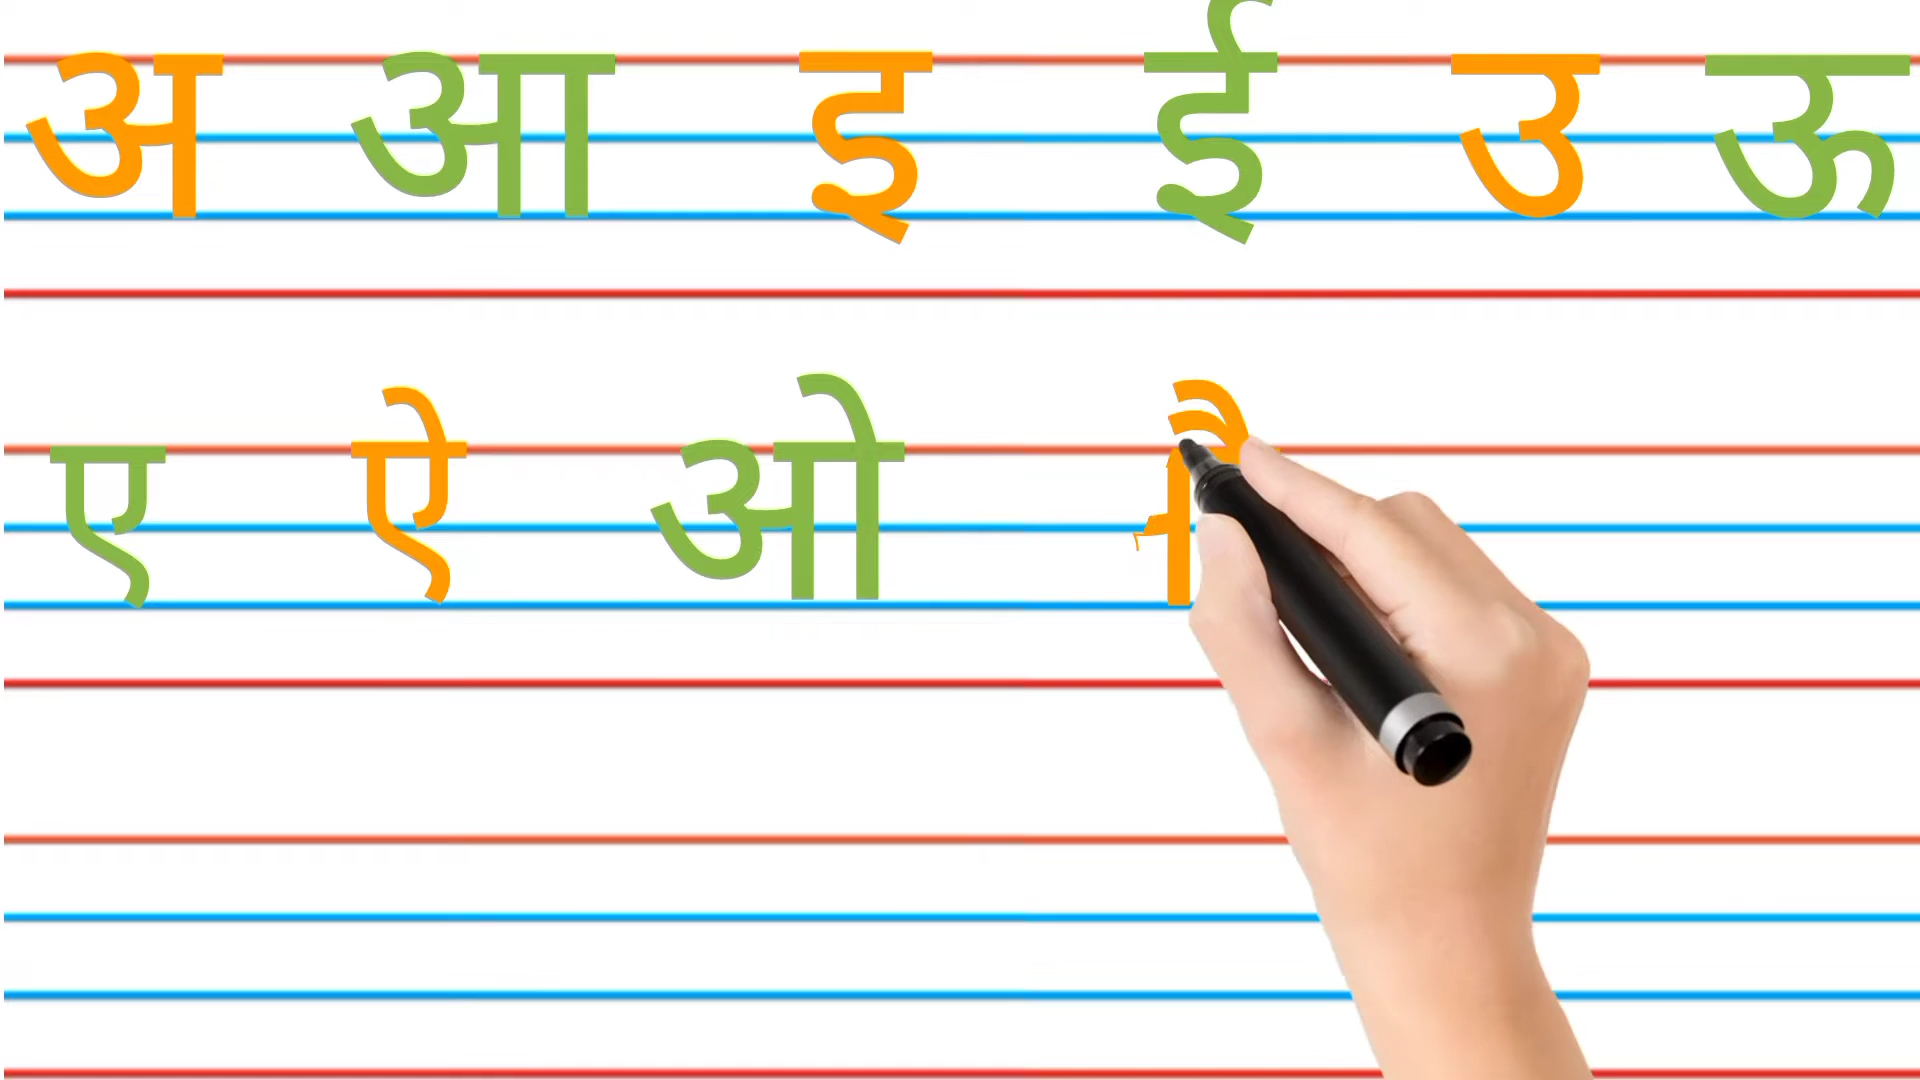 अ आ इ ई उ ऊ
ए ऐ ओ